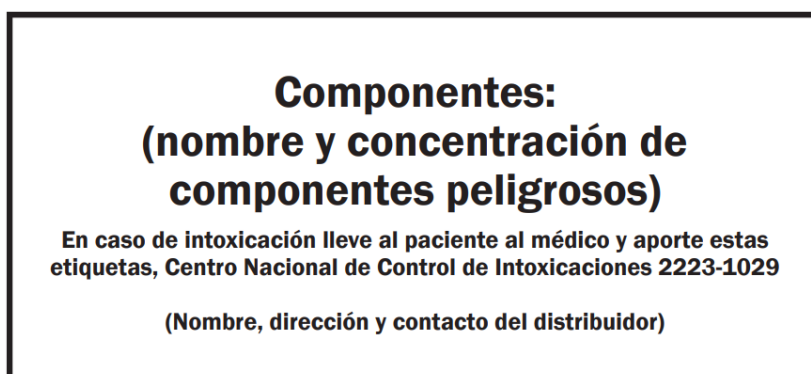 Componentes:
(nombre y concentración de
componentes peligrosos)
En caso de intoxicación lleve al paciente al médico y aporte estas
etiquetas, Centro Nacional de Control de Intoxicaciones 2223-1029
(Nombre, dirección y contacto del distribuidor)